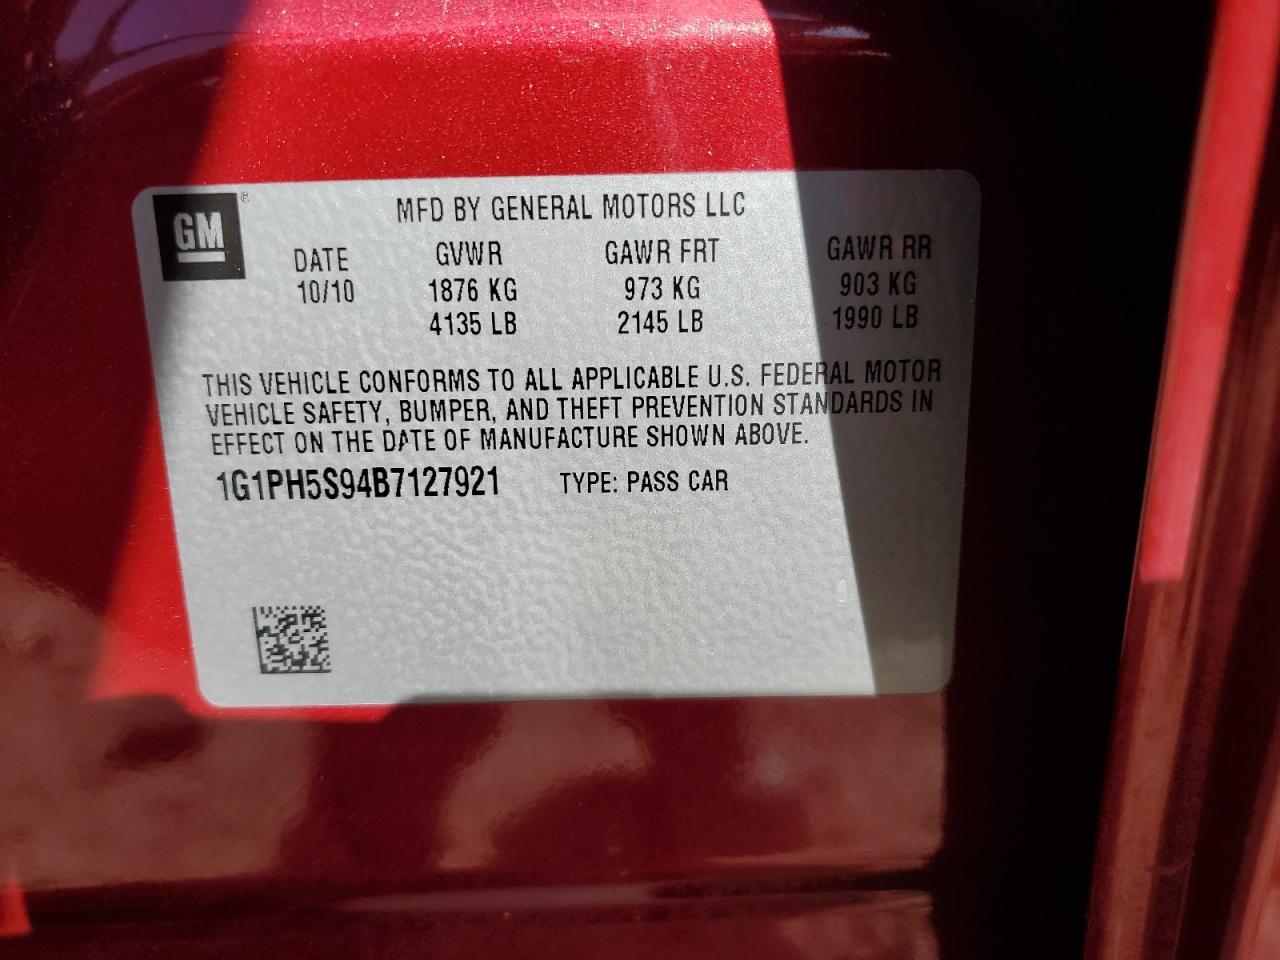 GM ®
MFD BY GENERAL MOTORS LLC
DATE GVWR GAWR FRT GAWR RR
10/10 1876 KG 973 KG 903 KG
4135 LB 2145 LB 1990 LB
THIS VEHICLE CONFORMS TO ALL APPLICABLE U.S. FEDERAL MOTOR
VEHICLE SAFETY, BUMPER, AND THEFT PREVENTION STANDARDS IN
EFFECT ON THE DATE OF MANUFACTURE SHOWN ABOVE.
1G1PH5S94B7127921 TYPE: PASS CAR